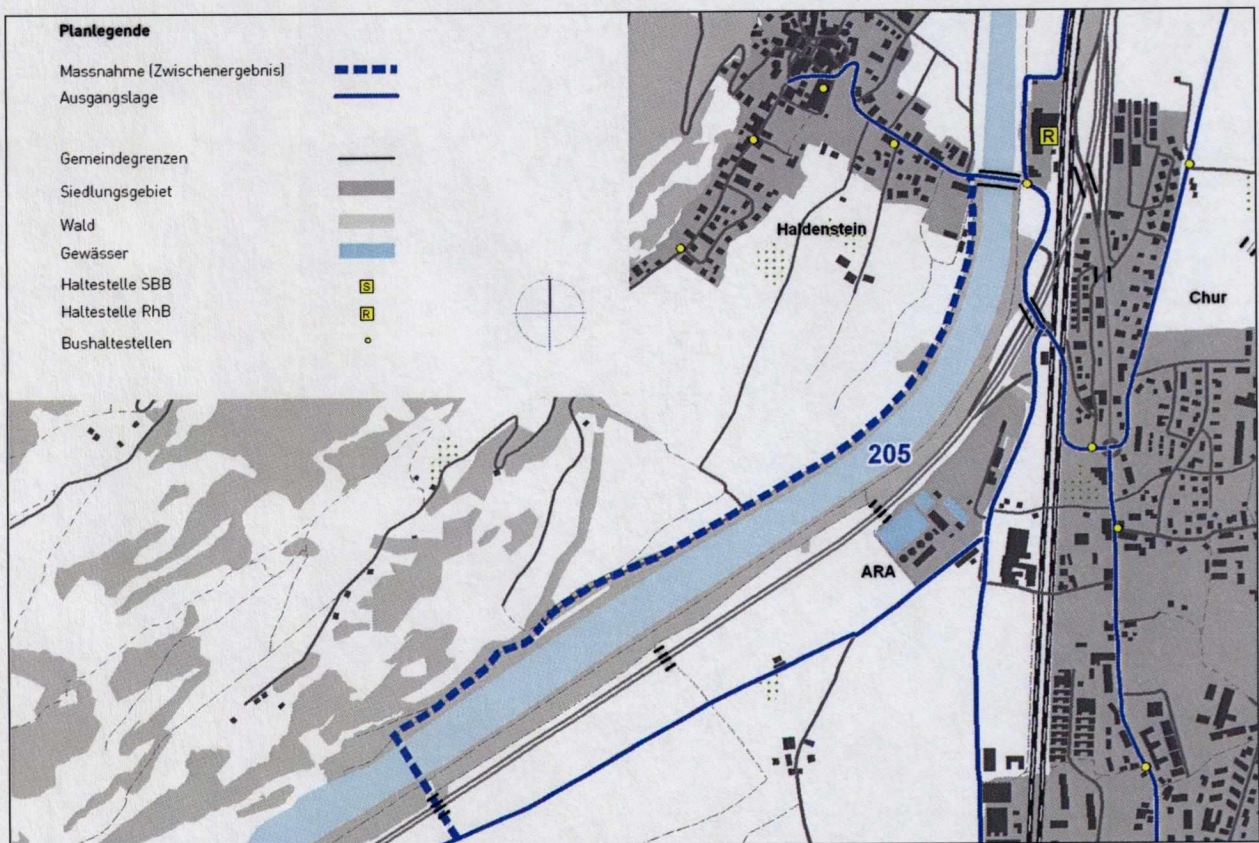 Planlegende
Massnahme (Zwischenergebnis)
Ausgangslage
Gemeindegrenzen
Siedlungsgebiet
Wald
Gewässer
Haltestelle SBB S
Haltestelle RhB R
Bushaltestellen
R
Haldenstein
Chur
205
ARA